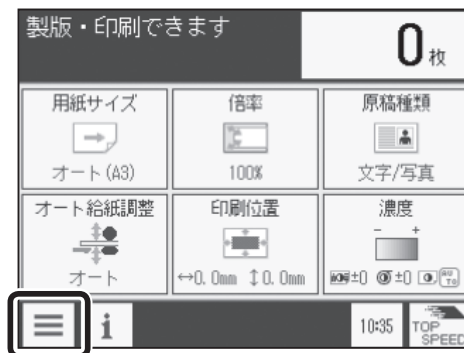 製版・印刷できます
0枚
用紙サイズ
オート(A3)
倍率
100%
原稿種類
文字/写真
オート給紙調整
オート
印刷位置
↔0.0mm ↕0.0mm
濃度
- +
±0 ±0 AUTO
i
10:35
TOP
SPEED